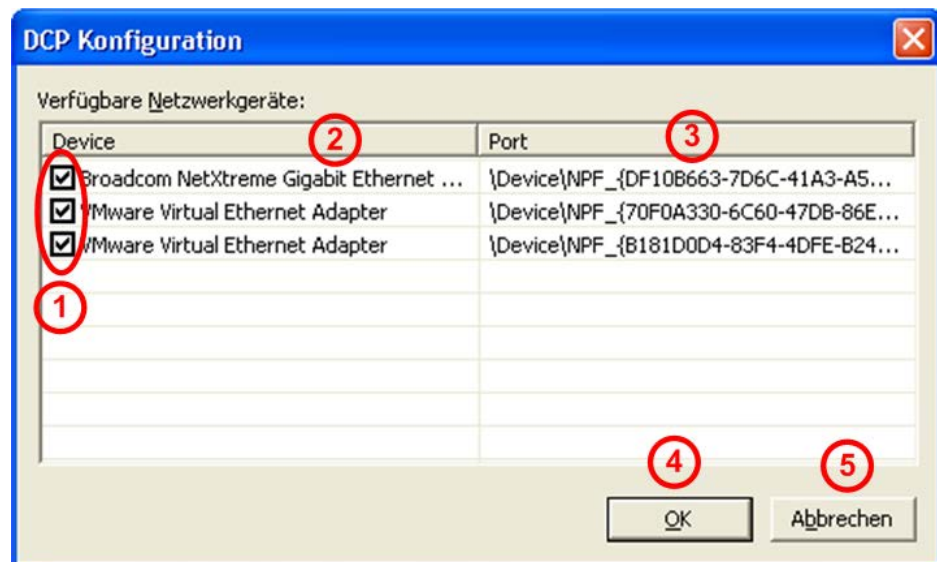 DCP Konfiguration
Verfügbare Netzwerkgeräte:
Device 2 Port 3
Broadcom NetXtreme Gigabit Ethernet ... \Device\NPF_{DF10B663-7D6C-41A3-A5...
VMware Virtual Ethernet Adapter \Device\NPF_{70F0A330-6C60-47DB-86E...
VMware Virtual Ethernet Adapter \Device\NPF_{B181D0D4-83F4-4DFE-B24...
1
4 5
OK Abbrechen